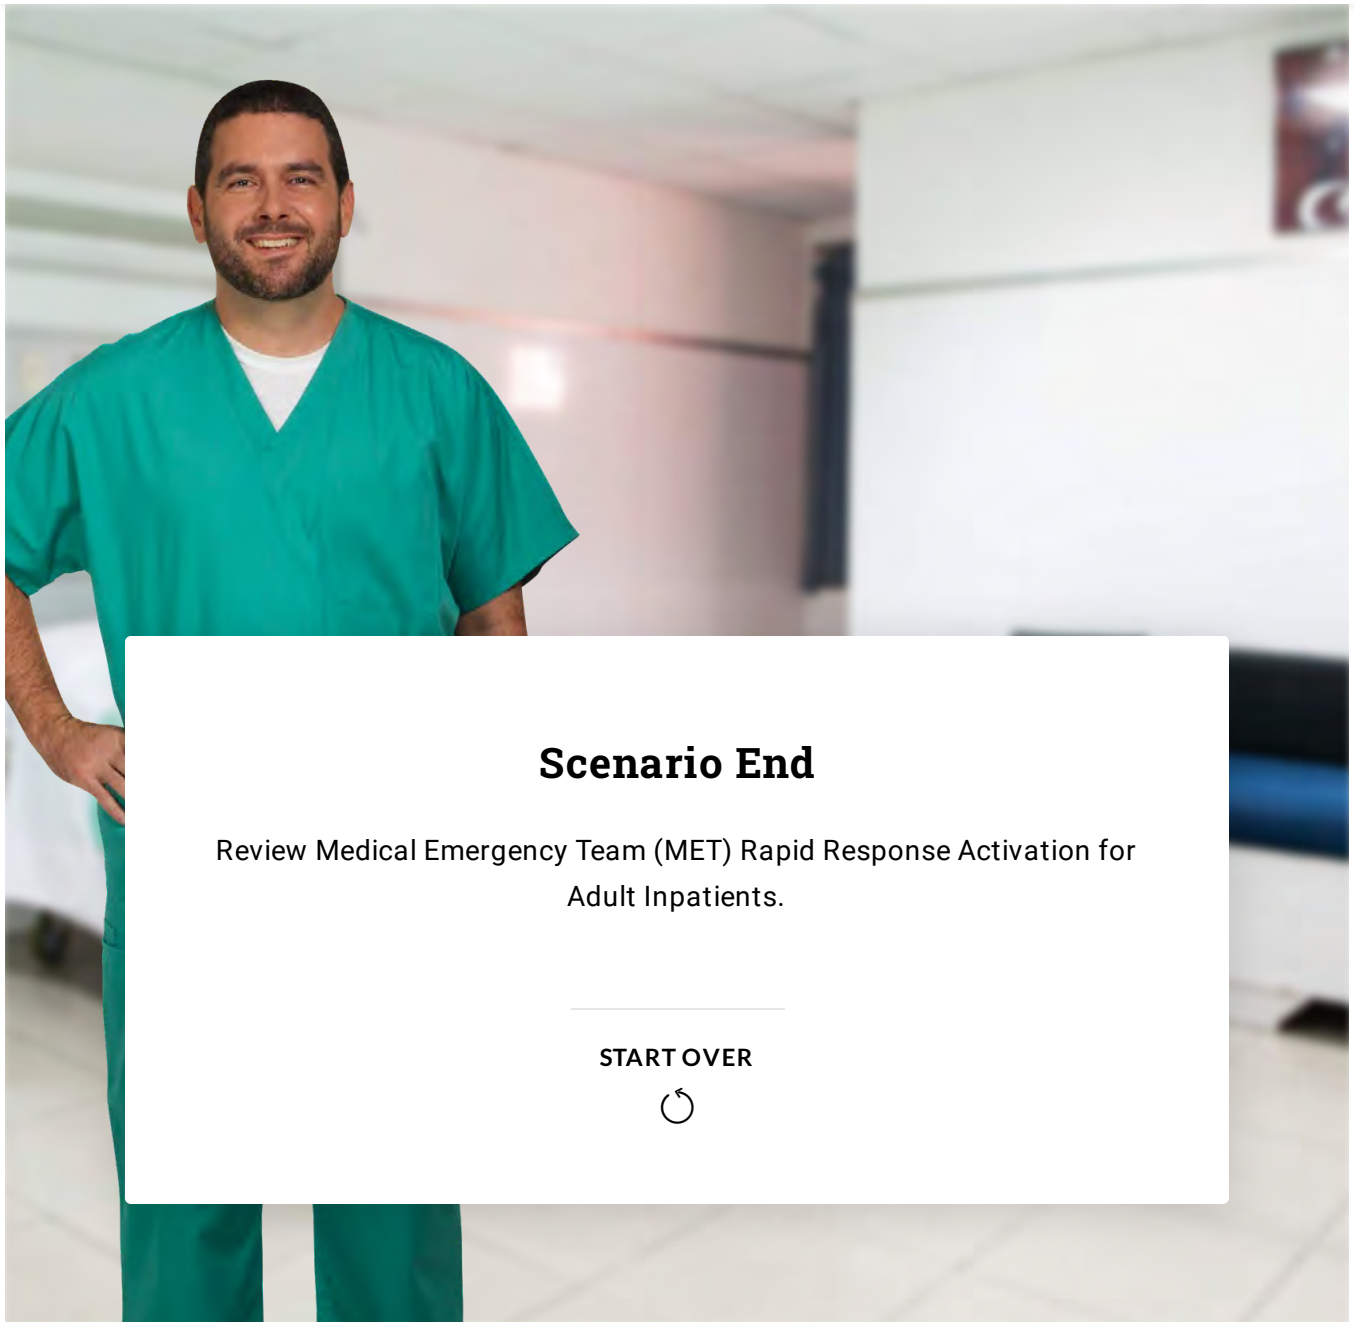 Scenario End
Review Medical Emergency Team (MET) Rapid Response Activation for
Adult Inpatients.
START OVER